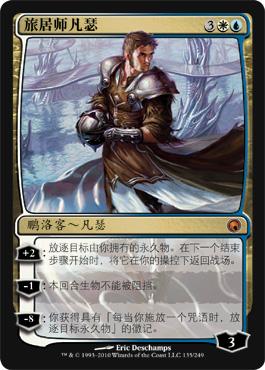 旅居师凡瑟 3
鹏洛客～凡瑟
+2 ：放逐目标由你拥有的永久物。在下一个结束
步骤开始时，将它在你的操控下返回战场。
-1 ：本回合生物不能被阻挡。
-8 ：你获得具有「每当你施放一个咒语时，放
逐目标永久物」的徽记。
3
Eric Deschamps
™ & © 1993-2010 Wizards of the Coast LLC 135/249